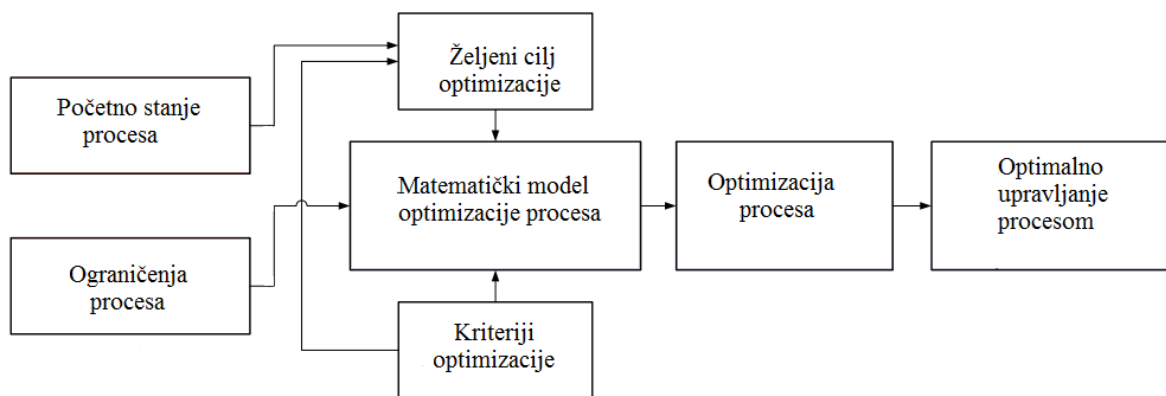 Željeni cilj
optimizacije
Početno stanje
procesa
Matematički model
optimizacije procesa
Optimizacija
procesa
Optimalno
upravljanje
procesom
Ograničenja
procesa
Kriteriji
optimizacije